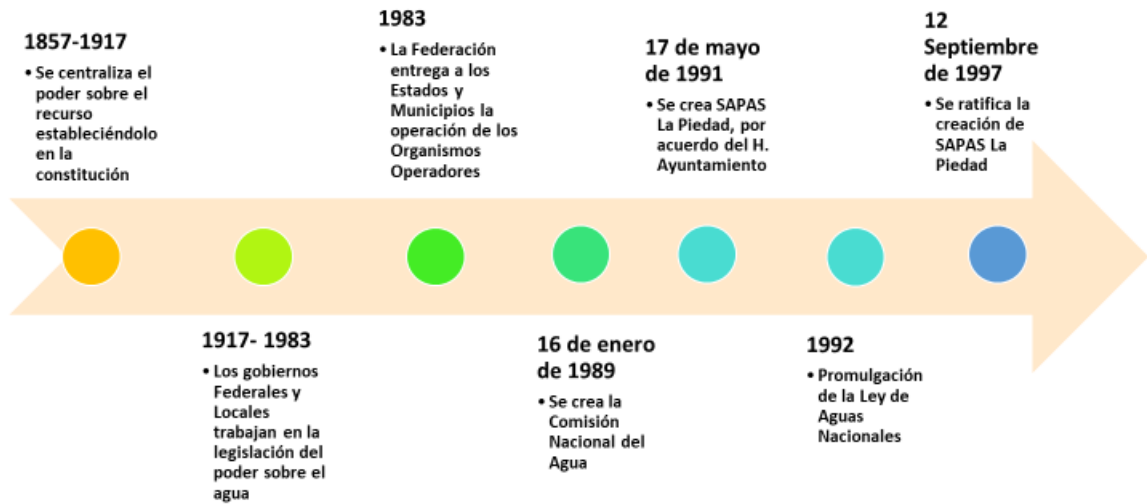 1857-1917
• Se centraliza el
poder sobre el
recurso
estableciéndolo
en la
constitución
1917- 1983
• Los gobiernos
Federales y
Locales
trabajan en la
legislación del
poder sobre el
agua
1983
• La Federación
entrega a los
Estados y
Municipios la
operación de los
Organismos
Operadores
16 de enero
de 1989
• Se crea la
Comisión
Nacional del
Agua
17 de mayo
de 1991
• Se crea SAPAS
La Piedad, por
acuerdo del H.
Ayuntamiento
1992
• Promulgación
de la Ley de
Aguas
Nacionales
12
Septiembre
de 1997
• Se ratifica la
creación de
SAPAS La
Piedad